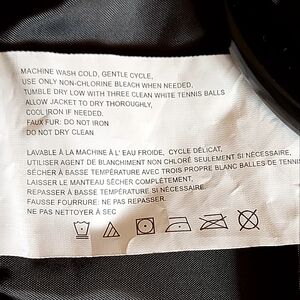 MACHINE WASH COLD, GENTLE CYCLE,
USE ONLY NON-CHLORINE BLEACH WHEN NEEDED,
TUMBLE DRY LOW WITH THREE CLEAN WHITE TENNIS BALLS
ALLOW JACKET TO DRY THOROUGHLY,
COOL IRON IF NEEDED.
FAUX FUR: DO NOT IRON
DO NOT DRY CLEAN
LAVABLE À LA MACHINE À L' EAU FROIDE, CYCLE DÉLICAT,
UTILISER AGENT DE BLANCHIMENT NON CHLORÉ SEULEMENT SI NÉCESSAIRE,
SÉCHER À BASSE TEMPÉRATURE AVEC TROIS PROPRE BLANC BALLES DE TENNIS
LAISSER LE MANTEAU SÉCHER COMPLÈTEMENT,
REPASSER À BASSE TEMPÉRATURE SI NÉCESSAIRE.
FAUSSE FOURRURE: NE PAS REPASSER.
NE PAS NETTOYER À SEC